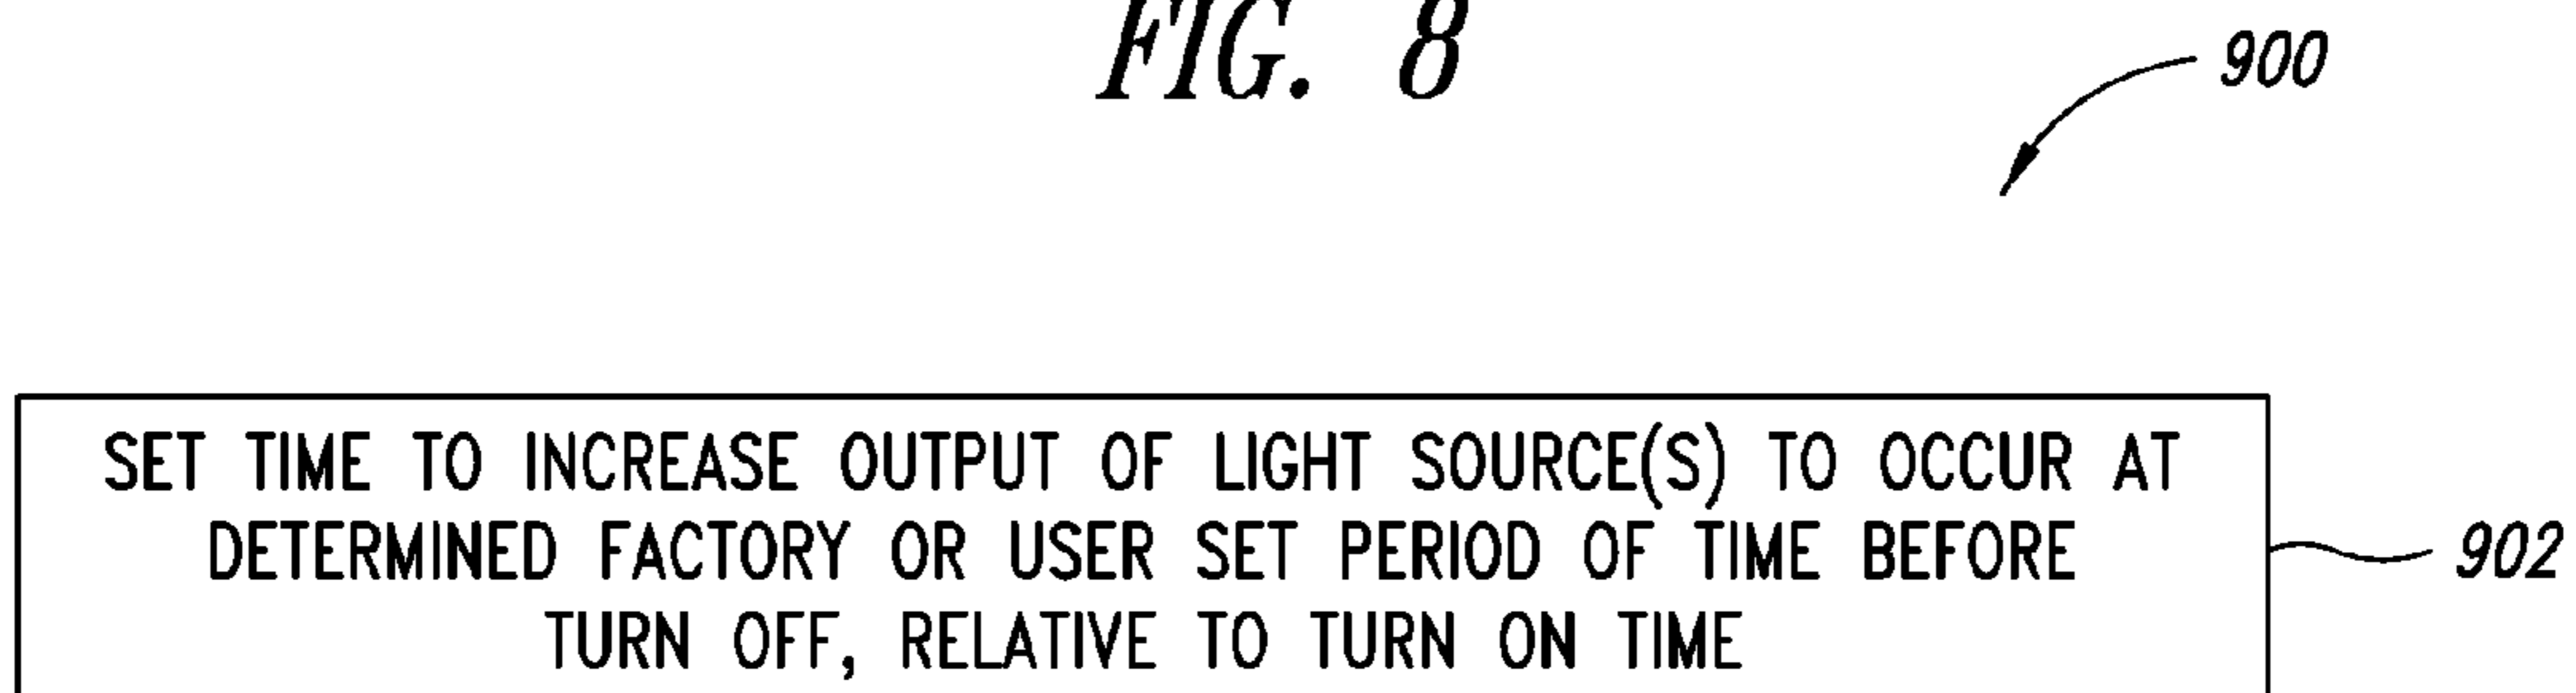 FIG. 8
900
SET TIME TO INCREASE OUTPUT OF LIGHT SOURCE(S) TO OCCUR AT
DETERMINED FACTORY OR USER SET PERIOD OF TIME BEFORE
TURN OFF, RELATIVE TO TURN ON TIME
902